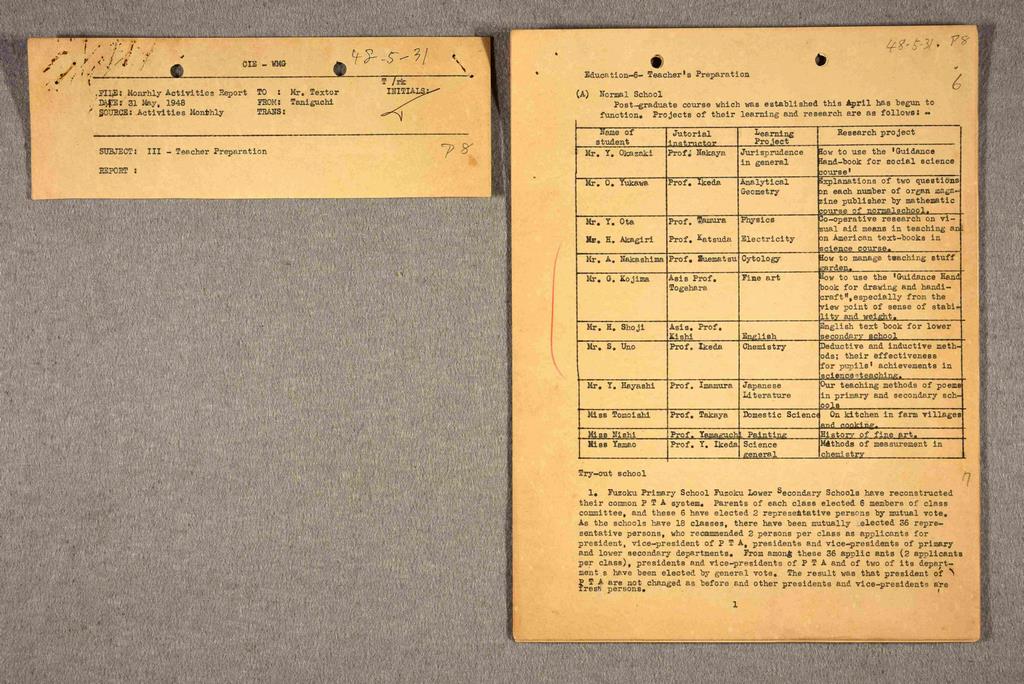 48-5-31
CIE - WMG
T /rk
FILE: Monrhly Activities Report TO : Mr. Textor INITIALS:
DATE: 31 May, 1948 FROM: Taniguchi
SOURCE: Activities Monthly TRANS:
SUBJECT: III - Teacher Preparation P8
REPORT :
48-5-31. P8
6
Education-6- Teacher's Preparation
(A) Normal School
Post-graduate course which was established this April has begun to
function. Projects of their learning and research are as follows: -
Name of student Jutorial instructor Learning Project Research project
Mr. Y. Okazaki Prof. Nakaya Jurisprudence in general How to use the 'Guidance Hand-book for social science course'
Mr. O. Yukawa Prof. Ikeda Analytical Geometry Explanations of two questions on each number of organ magazine publisher by mathematic course of normalschool.
Mr. Y. Ota Prof. Tamura Physics Co-operative research on visual aid means in teaching an
Mr. H. Akagiri Prof. Katsuda Electricity on American text-books in science course.
Mr. A. Nakashima Prof. Suematsu Cytology How to manage teaching stuff garden.
Mr. G. Kojima Asis Prof. Togehara Fine art How to use the 'Guidance Hand book for drawing and handicraft", especially from the view point of sense of stability and weight.
Mr. H. Shoji Asis. Prof. Kishi English English text book for lower secondary school
Mr. S. Uno Prof. Ikeda Chemistry Deductive and inductive methods; their effectiveness for pupils' achievements in science teaching.
Mr. Y. Hayashi Prof. Imamura Japanese Literature Our teaching methods of poems in primary and secondary schools
Miss Tomoishi Prof. Takaya Domestic Science On kitchen in farm villages and cooking.
Miss Nishi Prof. Yamaguchi Painting History of fine art.
Miss Yamao Prof. Y. Ikeda Science general Methods of measurement in chemistry
Try-out school
7
1. Fuzoku Primary School Fuzoku Lower Secondary Schools have reconstructed
their common P T A system. Parents of each class elected 6 members of class
committee, and these 6 have elected 2 representative persons by mutual vote.
As the schools have 18 classes, there have been mutually elected 36 repre-
sentative persons, who recommended 2 persons per class as applicants for
president, vice-president of P T A, presidents and vice-presidents of primary
and lower secondary departments. From among these 36 applic ants (2 applicants
per class), presidents and vice-presidents of P T A and of two of its depart-
ment s have been elected by general vote. The result was that president of
P T A are not changed as before and other presidents and vice-presidents are
fresh persons.
1